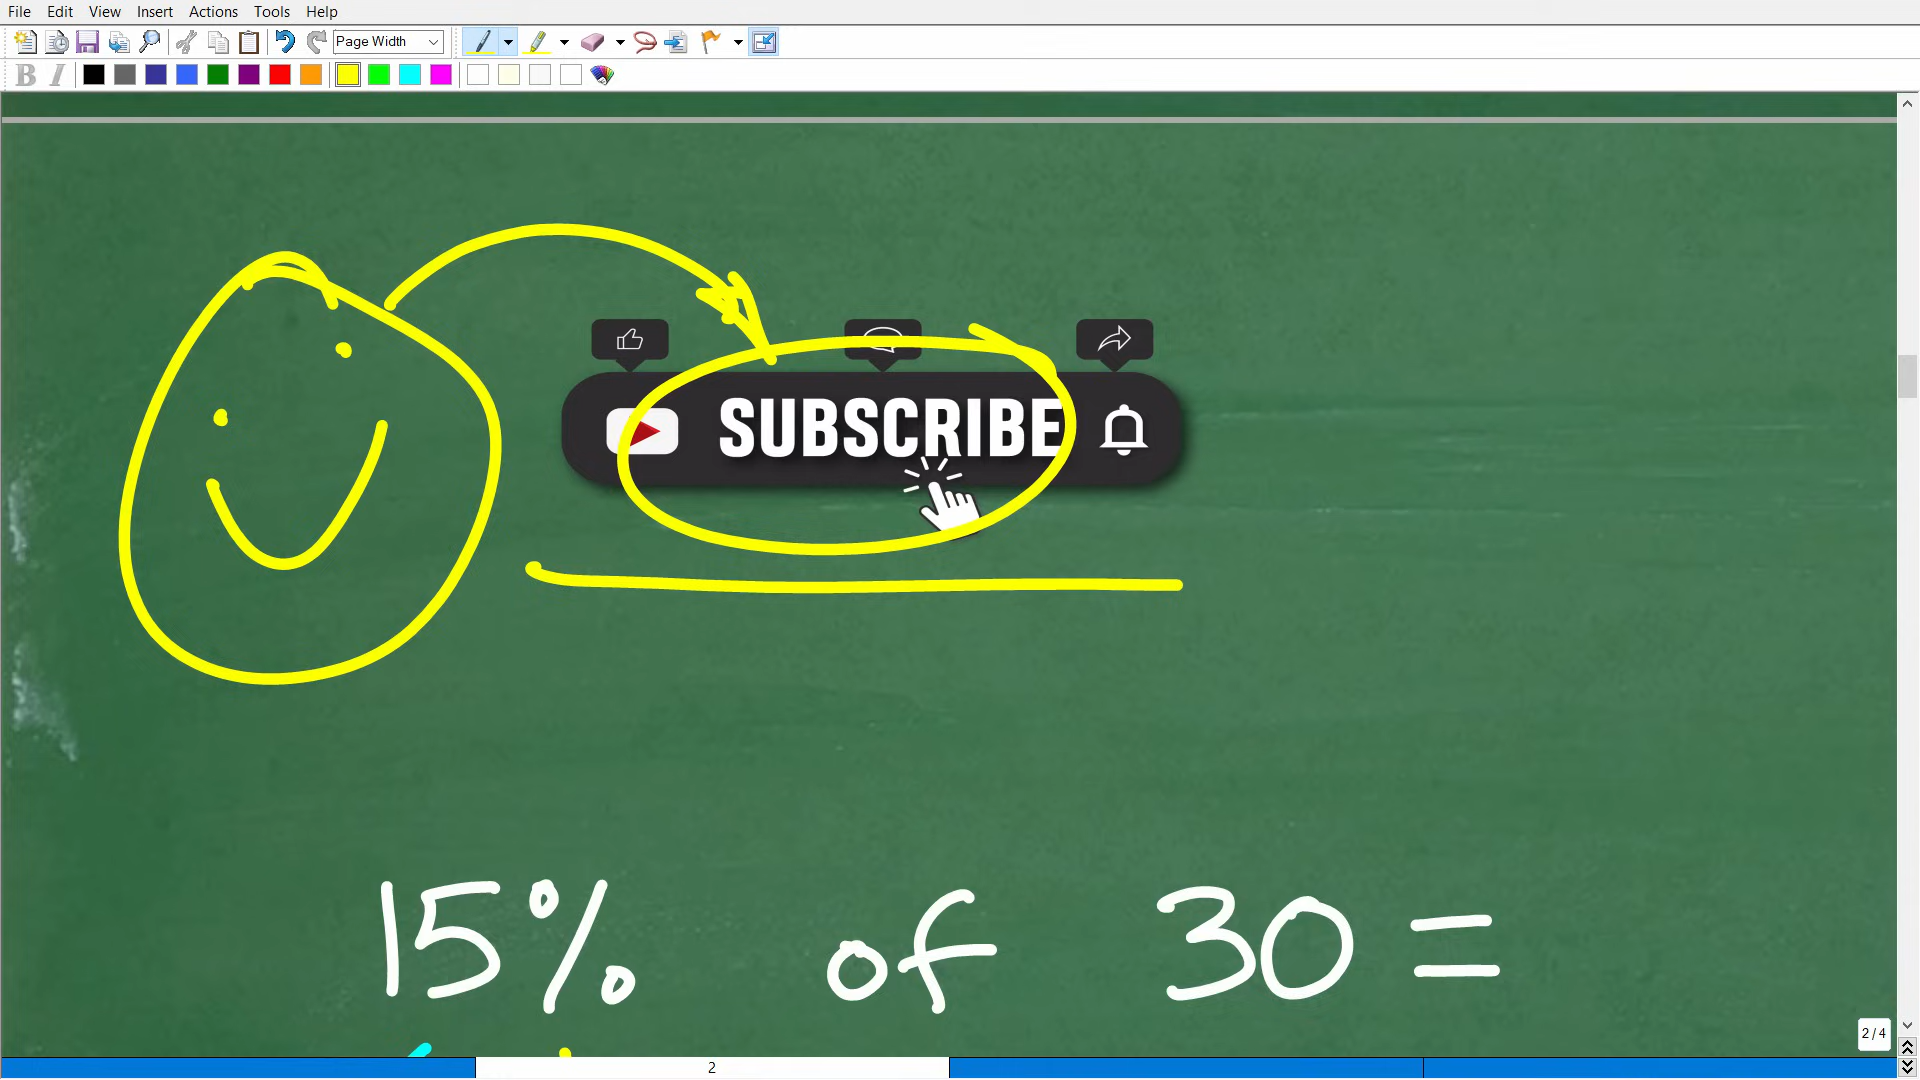 File Edit View Insert Actions Tools Help
Page Width
B I
SUBSCRIBE
15% of 30 =
2 / 4
2